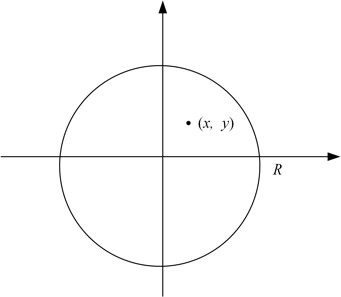 (x, y)
R